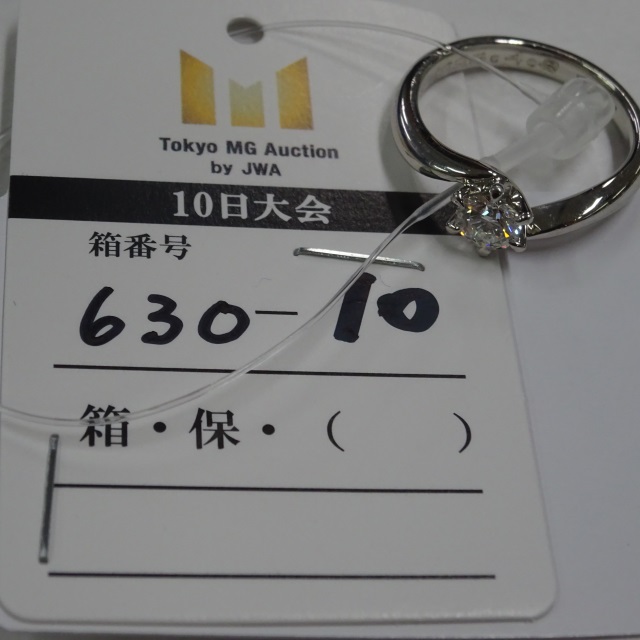 Tokyo MG Auction
by JWA
10日大会
箱番号
630-10
箱・保・（　　）